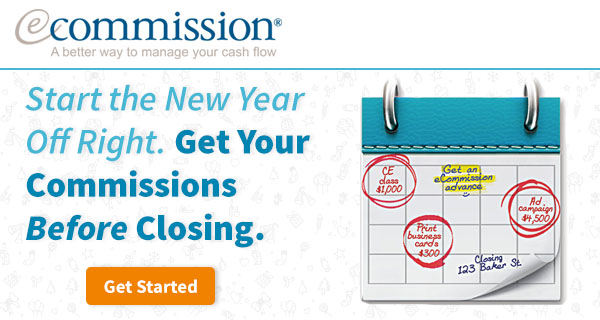 ecommission®
A better way to manage your cash flow
Start the New Year
Off Right. Get Your
Commissions
Before Closing.
Get Started
CE
class
$1,000
Get an
eCommission
advance
Ad
campaign
$4,500
Print
business
cards
$300
Closing
123 Baker St.